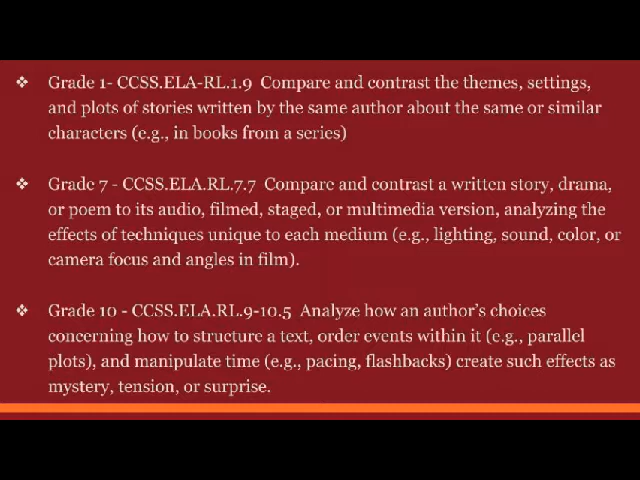 ❖ Grade 1- CCSS.ELA-RL.1.9 Compare and contrast the themes, settings,
and plots of stories written by the same author about the same or similar
characters (e.g., in books from a series)
❖ Grade 7 - CCSS.ELA.RL.7.7 Compare and contrast a written story, drama,
or poem to its audio, filmed, staged, or multimedia version, analyzing the
effects of techniques unique to each medium (e.g., lighting, sound, color, or
camera focus and angles in film).
❖ Grade 10 - CCSS.ELA.RL.9-10.5 Analyze how an author's choices
concerning how to structure a text, order events within it (e.g., parallel
plots), and manipulate time (e.g., pacing, flashbacks) create such effects as
mystery, tension, or surprise.